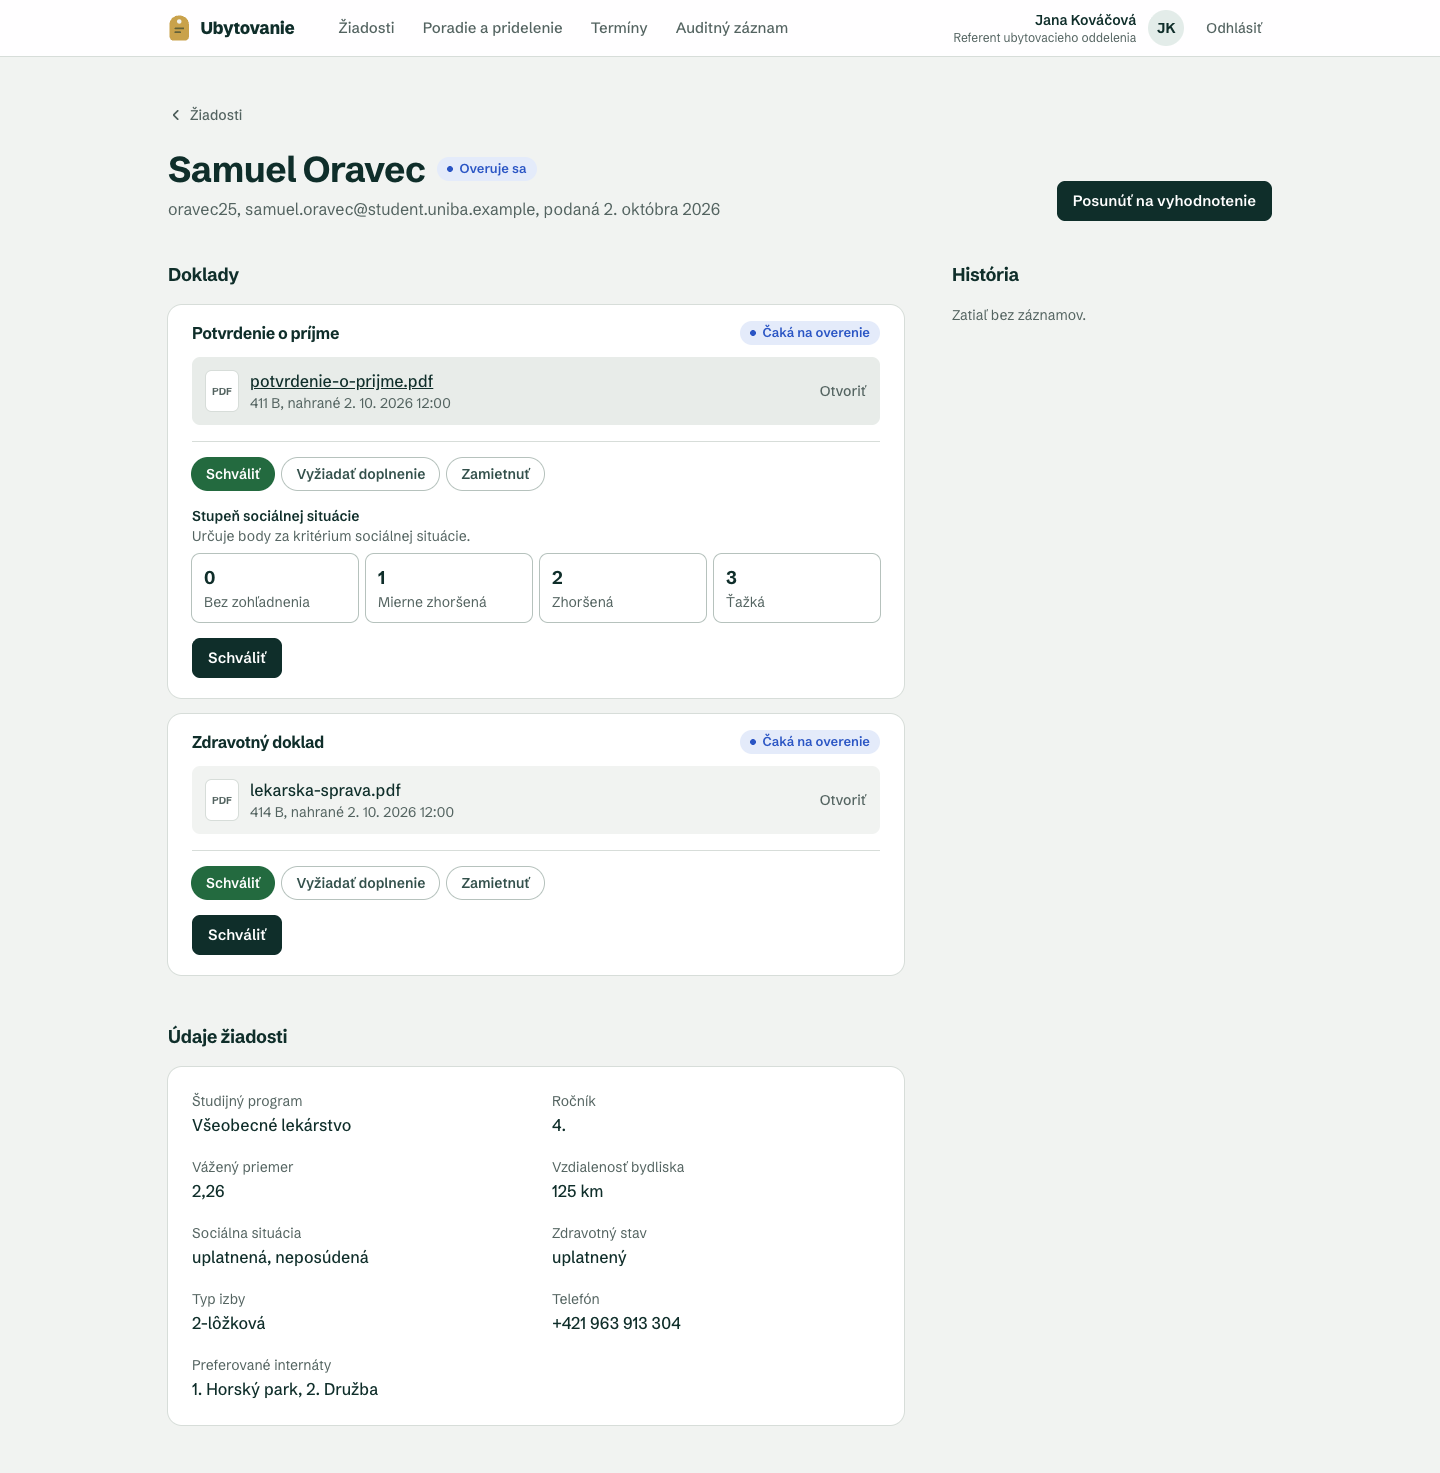 Ubytovanie
Žiadosti
Poradie a pridelenie
Termíny
Auditný záznam
Jana Kováčová
Referent ubytovacieho oddelenia
JK
Odhlásiť
Žiadosti
Samuel Oravec
Overuje sa
oravec25, samuel.oravec@student.uniba.example, podaná 2. októbra 2026
Posunúť na vyhodnotenie
Doklady
Potvrdenie o príjme
Čaká na overenie
PDF
potvrdenie-o-prijme.pdf
411 B, nahrané 2. 10. 2026 12:00
Otvoriť
Schváliť
Vyžiadať doplnenie
Zamietnuť
Stupeň sociálnej situácie
Určuje body za kritérium sociálnej situácie.
0
Bez zohľadnenia
1
Mierne zhoršená
2
Zhoršená
3
Ťažká
Schváliť
Zdravotný doklad
Čaká na overenie
PDF
lekarska-sprava.pdf
414 B, nahrané 2. 10. 2026 12:00
Otvoriť
Schváliť
Vyžiadať doplnenie
Zamietnuť
Schváliť
História
Zatiaľ bez záznamov.
Údaje žiadosti
Študijný program
Všeobecné lekárstvo
Ročník
4.
Vážený priemer
2,26
Vzdialenosť bydliska
125 km
Sociálna situácia
uplatnená, neposúdená
Zdravotný stav
uplatnený
Typ izby
2-lôžková
Telefón
+421 963 913 304
Preferované internáty
1. Horský park, 2. Družba